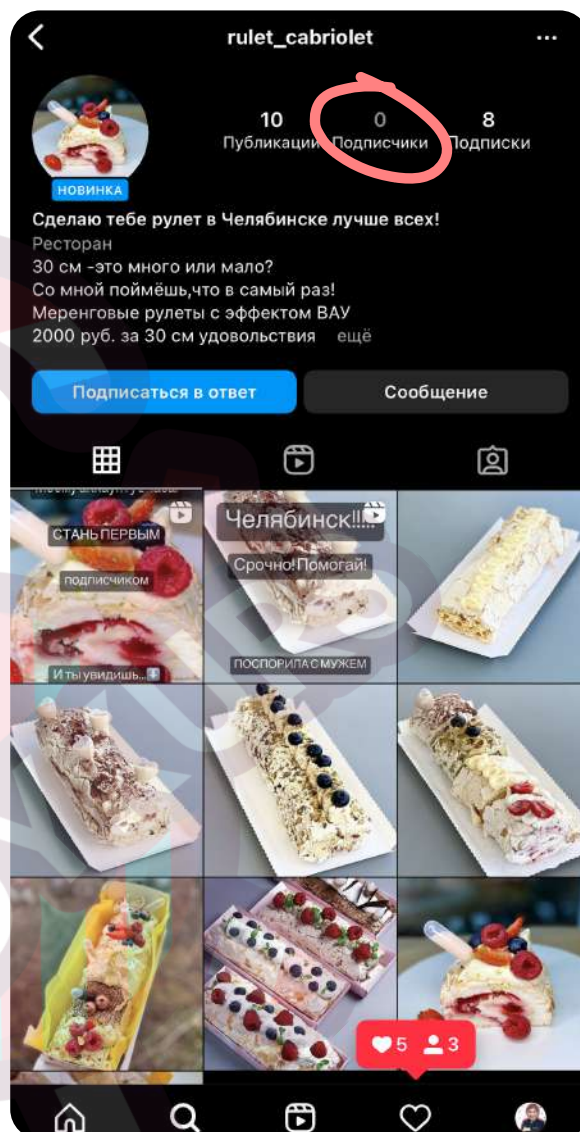 rulet_cabriolet
10
0
8
Публикации
Подписчики
Подписки
НОВИНКА
Сделаю тебе рулет в Челябинске лучше всех!
Ресторан
30 см -это много или мало?
Со мной поймёшь,что в самый раз!
Меренговые рулеты с эффектом ВАУ
2000 руб. за 30 см удовольствия ещё
Подписаться в ответ
Сообщение
СТАНЬ ПЕРВЫМ
подписчиком
И ты увидишь...
Челябинск!!!
Срочно!Помогай!
ПОСПОРИЛА С МУЖЕМ
5
3